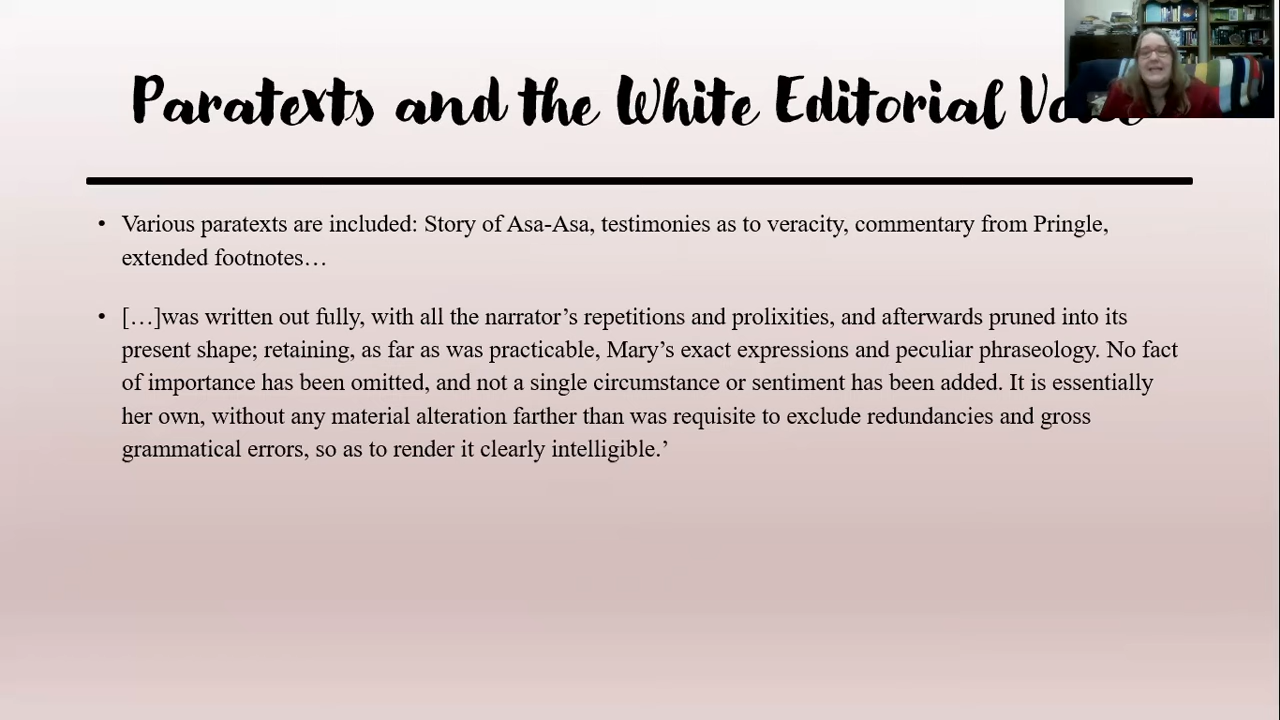 Paratexts and the White Editorial
• Various paratexts are included: Story of Asa-Asa, testimonies as to veracity, commentary from Pringle,
extended footnotes…
• […]was written out fully, with all the narrator’s repetitions and prolixities, and afterwards pruned into its
present shape; retaining, as far as was practicable, Mary’s exact expressions and peculiar phraseology. No fact
of importance has been omitted, and not a single circumstance or sentiment has been added. It is essentially
her own, without any material alteration farther than was requisite to exclude redundancies and gross
grammatical errors, so as to render it clearly intelligible.’